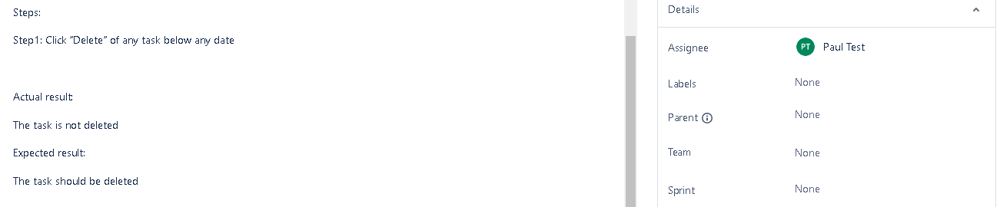 Steps:
Step1: Click "Delete" of any task below any date
Actual result:
The task is not deleted
Expected result:
The task should be deleted
Details
Assignee
PT Paul Test
Labels
None
Parent
None
Team
None
Sprint
None